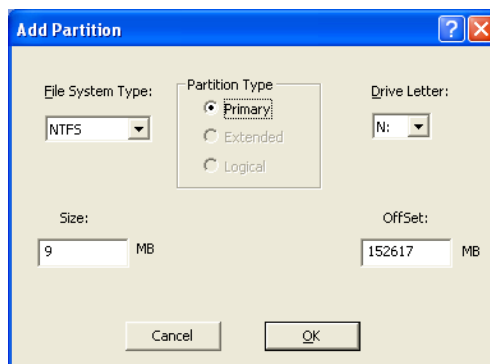 Add Partition
File System Type:
NTFS
Partition Type
Primary
Extended
Logical
Drive Letter:
N:
Size:
9 MB
OffSet:
152617 MB
Cancel
OK